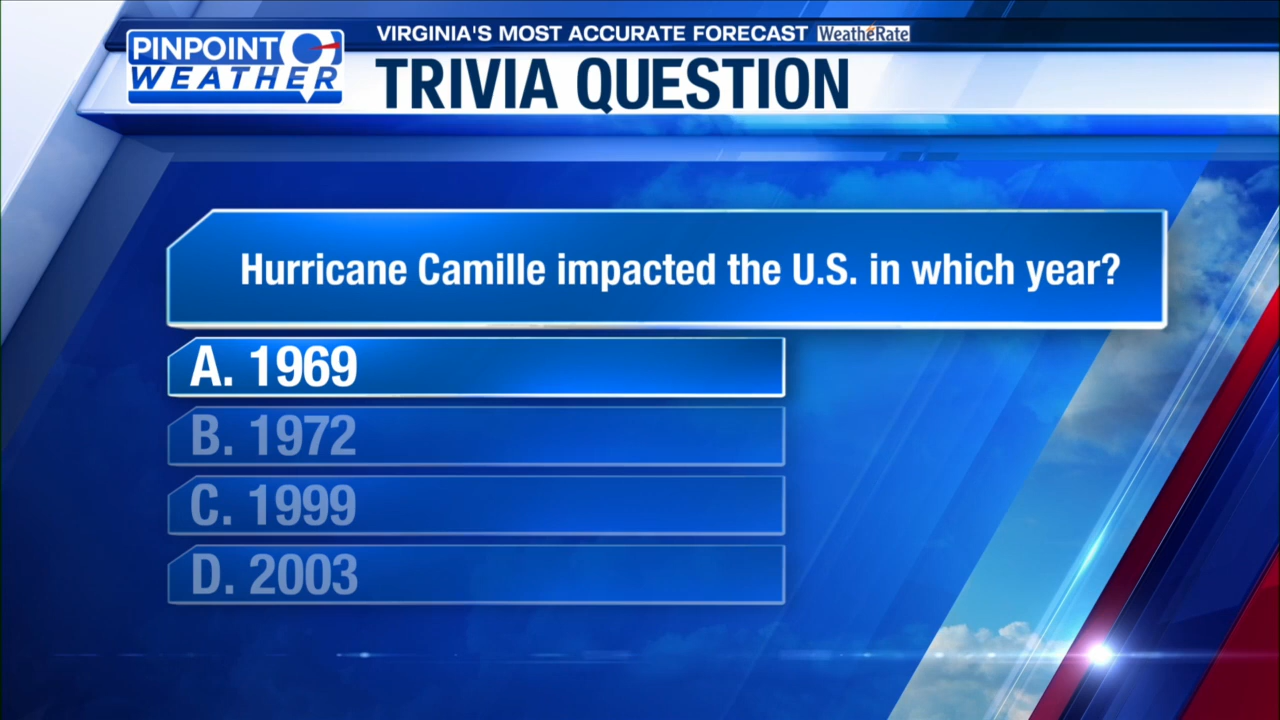 VIRGINIA'S MOST ACCURATE FORECAST WeatheRate
PINPOINT
WEATHER
TRIVIA QUESTION
Hurricane Camille impacted the U.S. in which year?
A. 1969
B. 1972
C. 1999
D. 2003